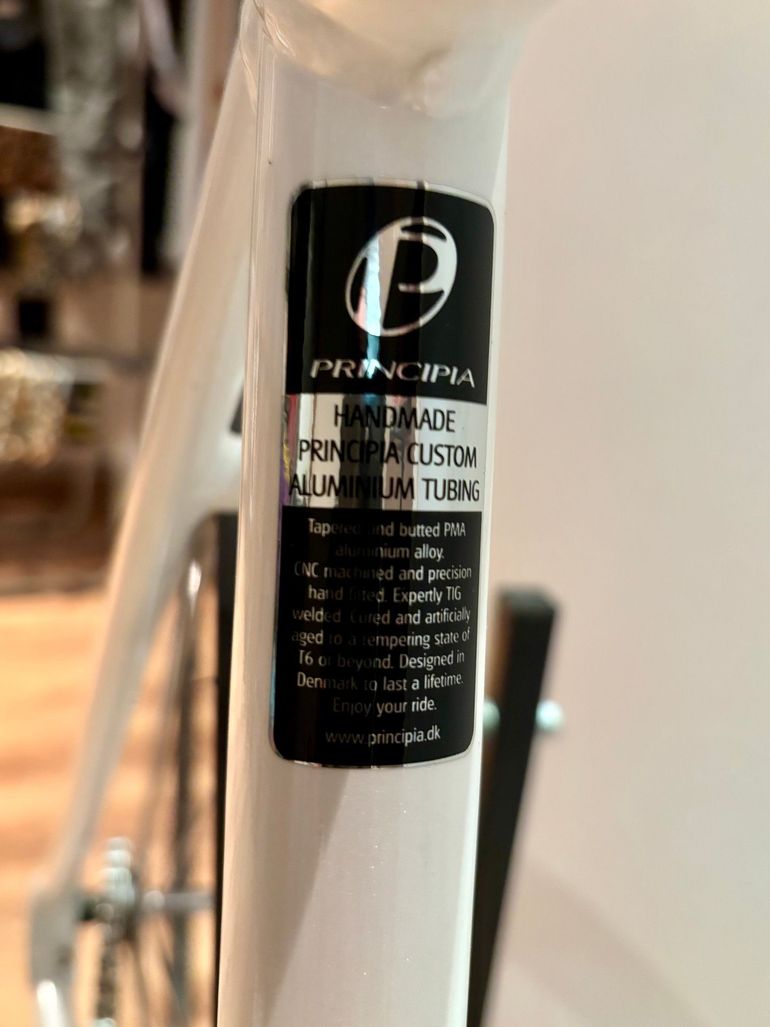 P
PRINCIPIA
HANDMADE
PRINCIPIA CUSTOM
ALUMINIUM TUBING
Tapered and butted PMA
aluminium alloy.
CNC machined and precision
hand fitted. Expertly TIG
welded. Cured and artificially
aged to a tempering state of
T6 or beyond. Designed in
Denmark to last a lifetime.
Enjoy your ride.
www.principia.dk